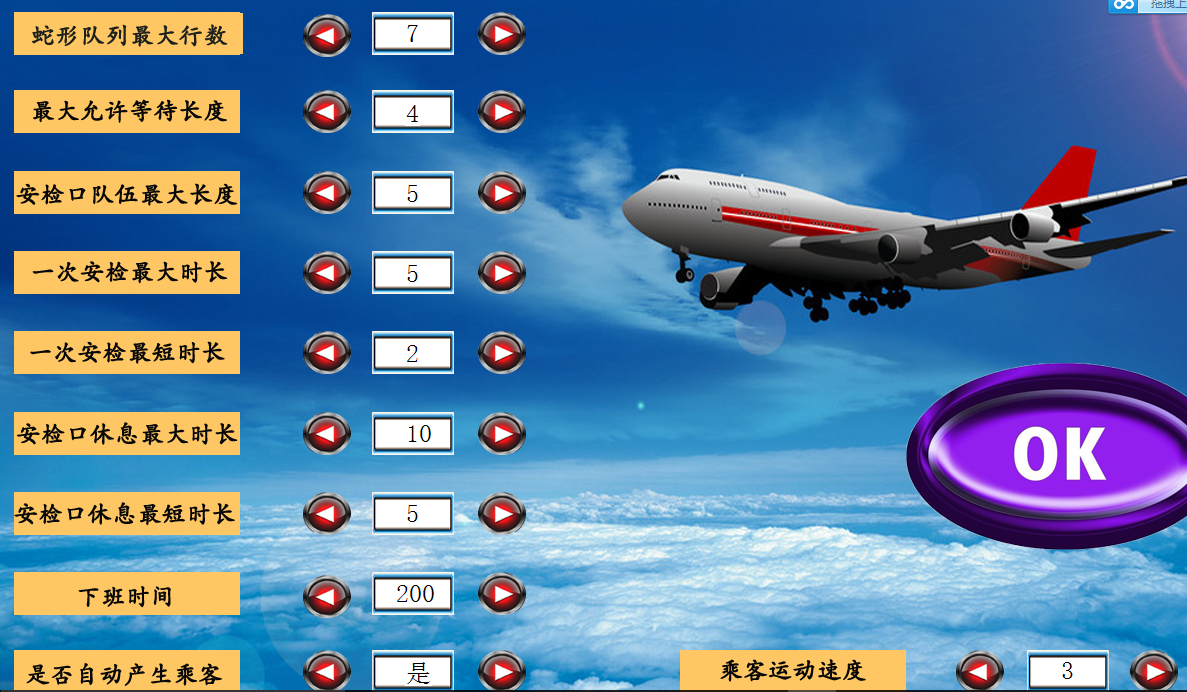 拖拽上
蛇形队列最大行数 7
最大允许等待长度 4
安检口队伍最大长度 5
一次安检最大时长 5
一次安检最短时长 2
安检口休息最大时长 10
安检口休息最短时长 5
OK
下班时间 200
是否自动产生乘客 是
乘客运动速度 3